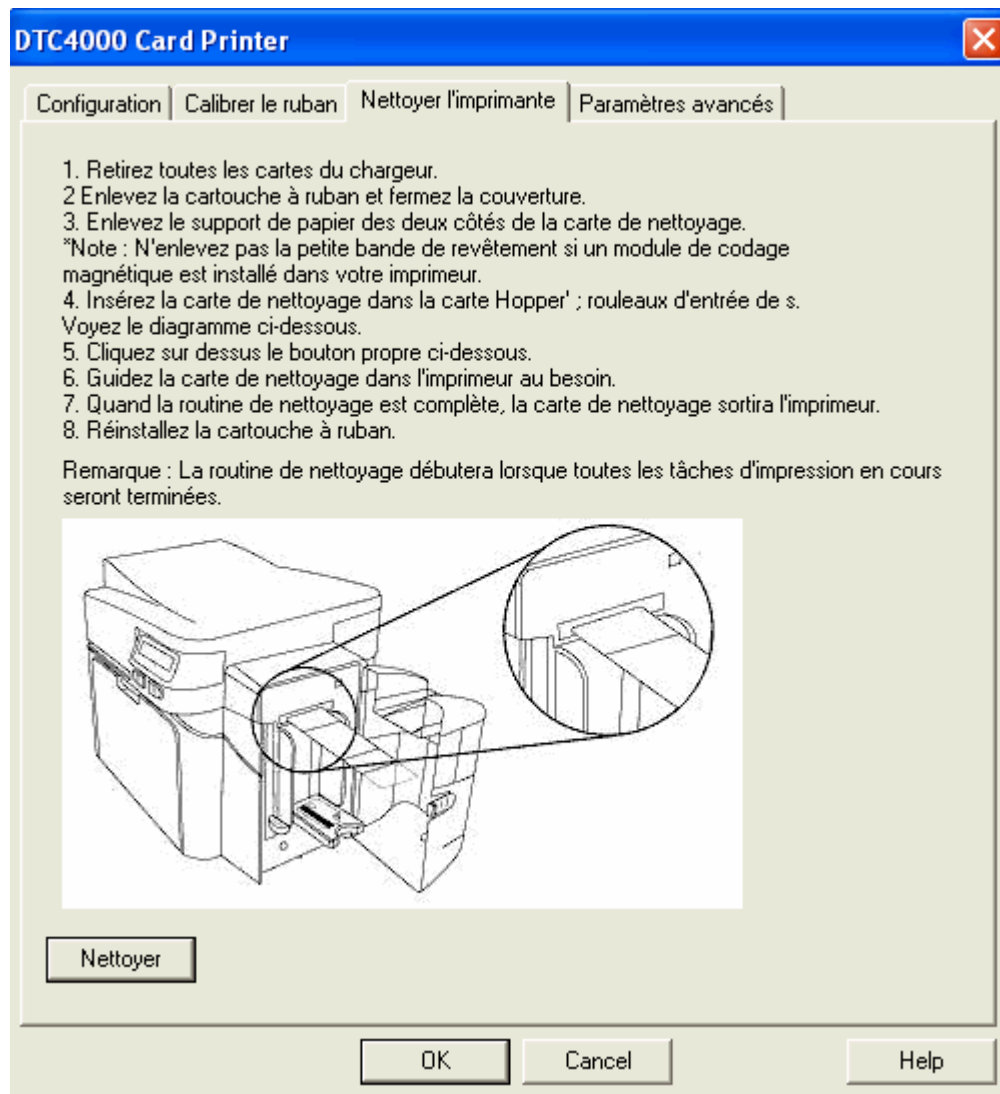 DTC4000 Card Printer
Configuration
Calibrer le ruban
Nettoyer l'imprimante
Paramètres avancés
1. Retirez toutes les cartes du chargeur.
2 Enlevez la cartouche à ruban et fermez la couverture.
3. Enlevez le support de papier des deux côtés de la carte de nettoyage.
*Note : N'enlevez pas la petite bande de revêtement si un module de codage
magnétique est installé dans votre imprimeur.
4. Insérez la carte de nettoyage dans la carte Hopper' ; rouleaux d'entrée de s.
Voyez le diagramme ci-dessous.
5. Cliquez sur dessus le bouton propre ci-dessous.
6. Guidez la carte de nettoyage dans l'imprimeur au besoin.
7. Quand la routine de nettoyage est complète, la carte de nettoyage sortira l'imprimeur.
8. Réinstallez la cartouche à ruban.
Remarque : La routine de nettoyage débutera lorsque toutes les tâches d'impression en cours
seront terminées.
Nettoyer
OK
Cancel
Help